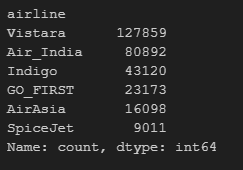 airline
Vistara 127859
Air_India 80892
Indigo 43120
GO_FIRST 23173
AirAsia 16098
SpiceJet 9011
Name: count, dtype: int64